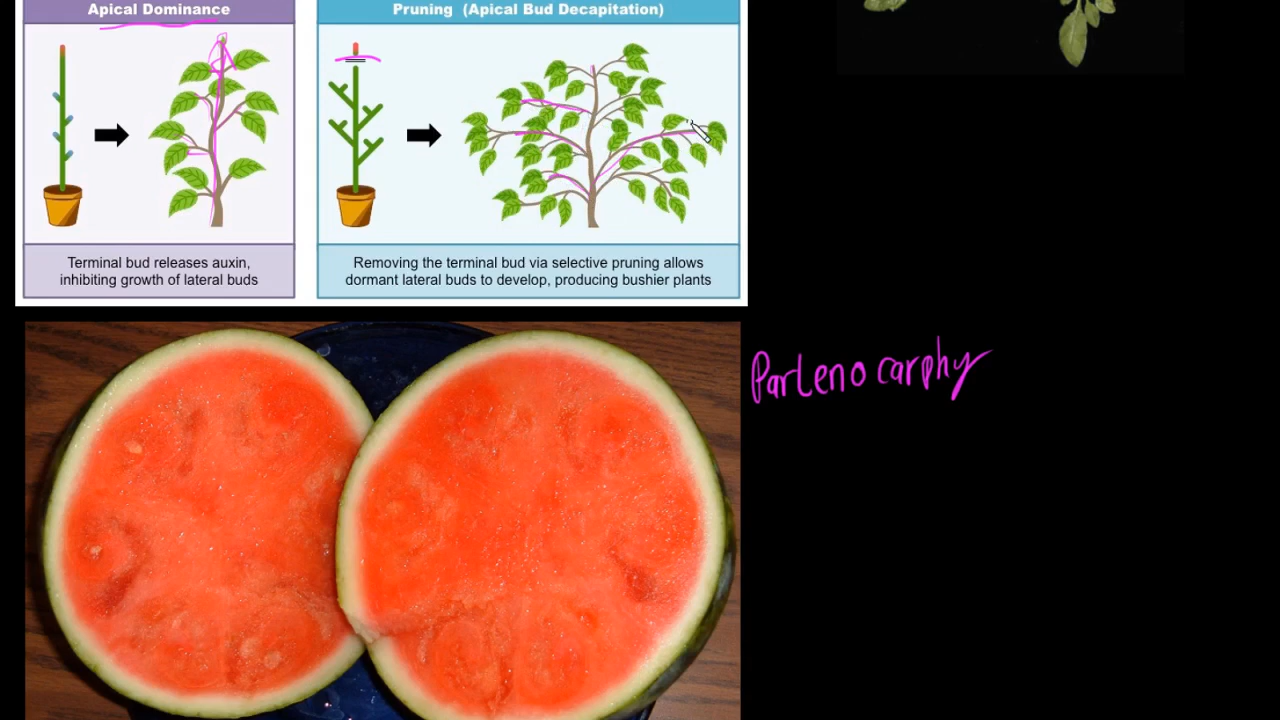 Apical Dominance
Pruning (Apical Bud Decapitation)
Terminal bud releases auxin,
inhibiting growth of lateral buds
Removing the terminal bud via selective pruning allows
dormant lateral buds to develop, producing bushier plants
Partenocarphy